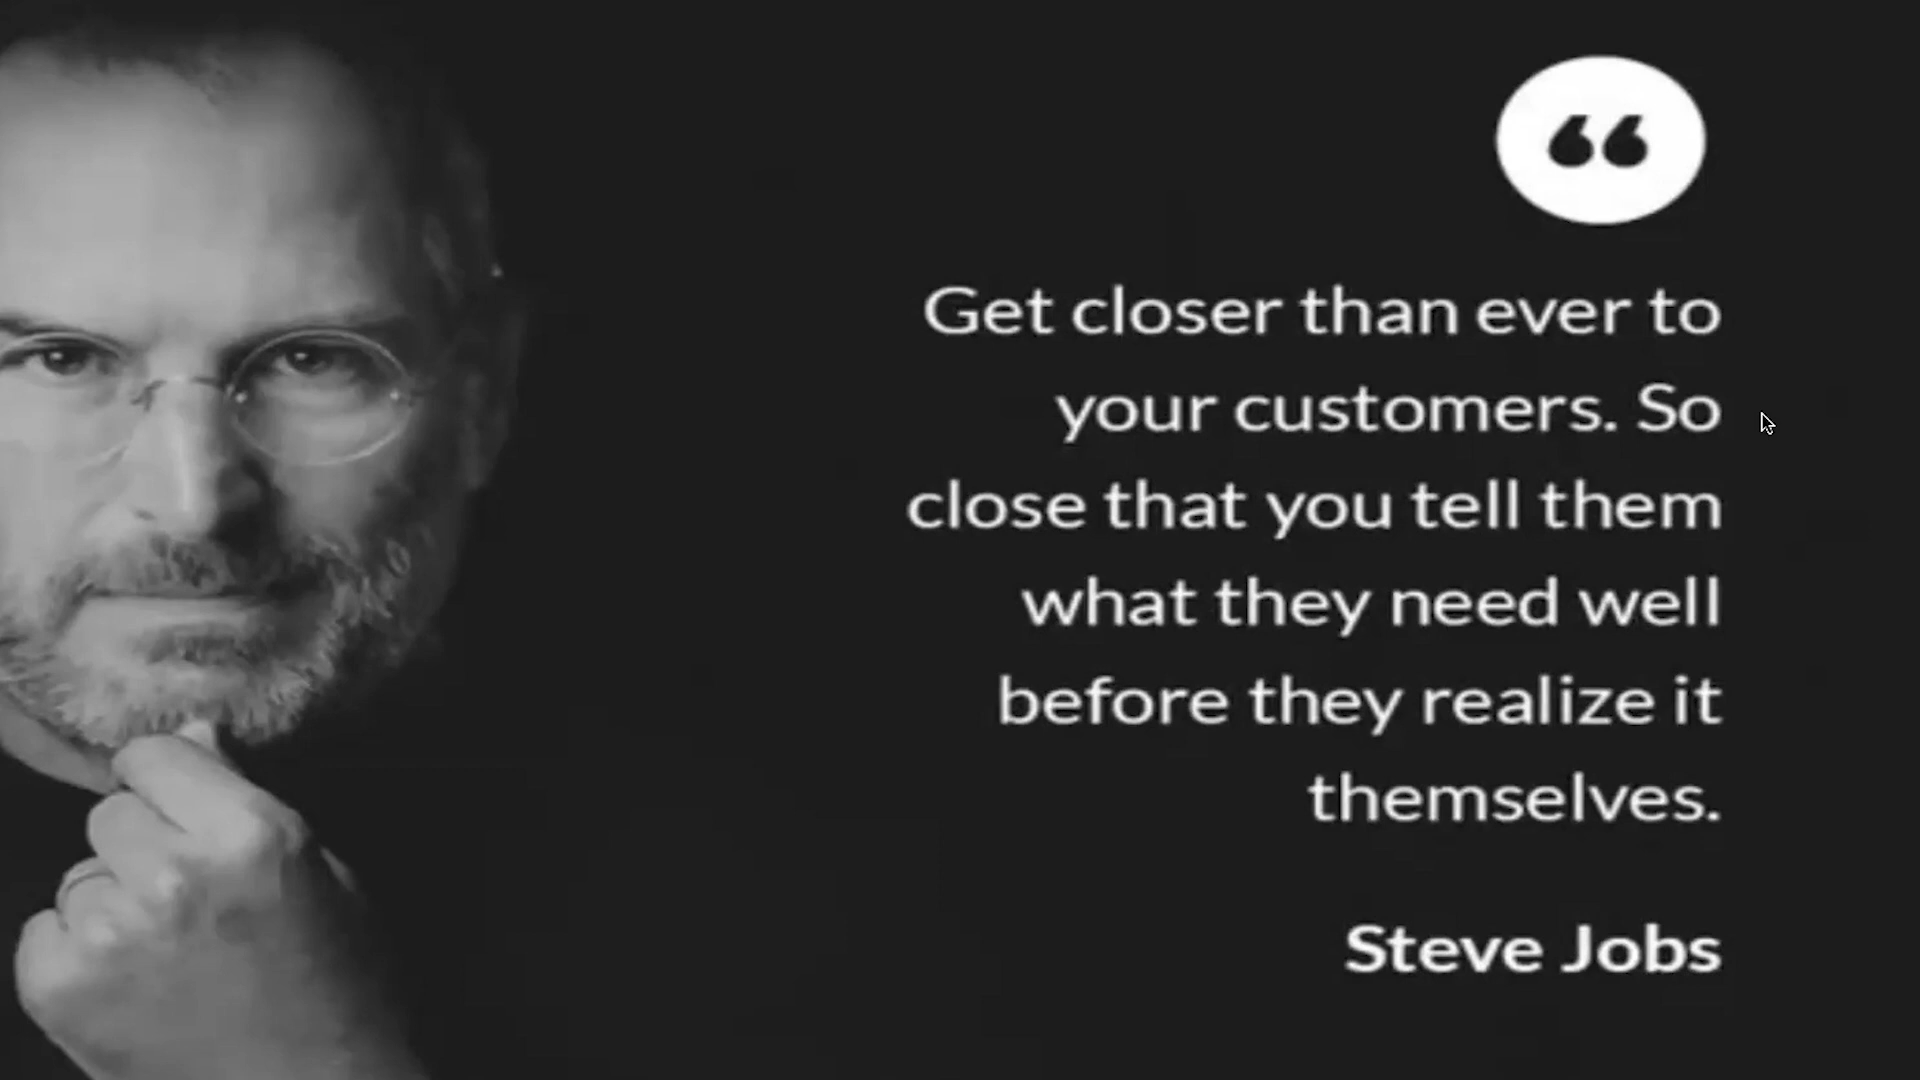 “
Get closer than ever to
your customers. So
close that you tell them
what they need well
before they realize it
themselves.
Steve Jobs